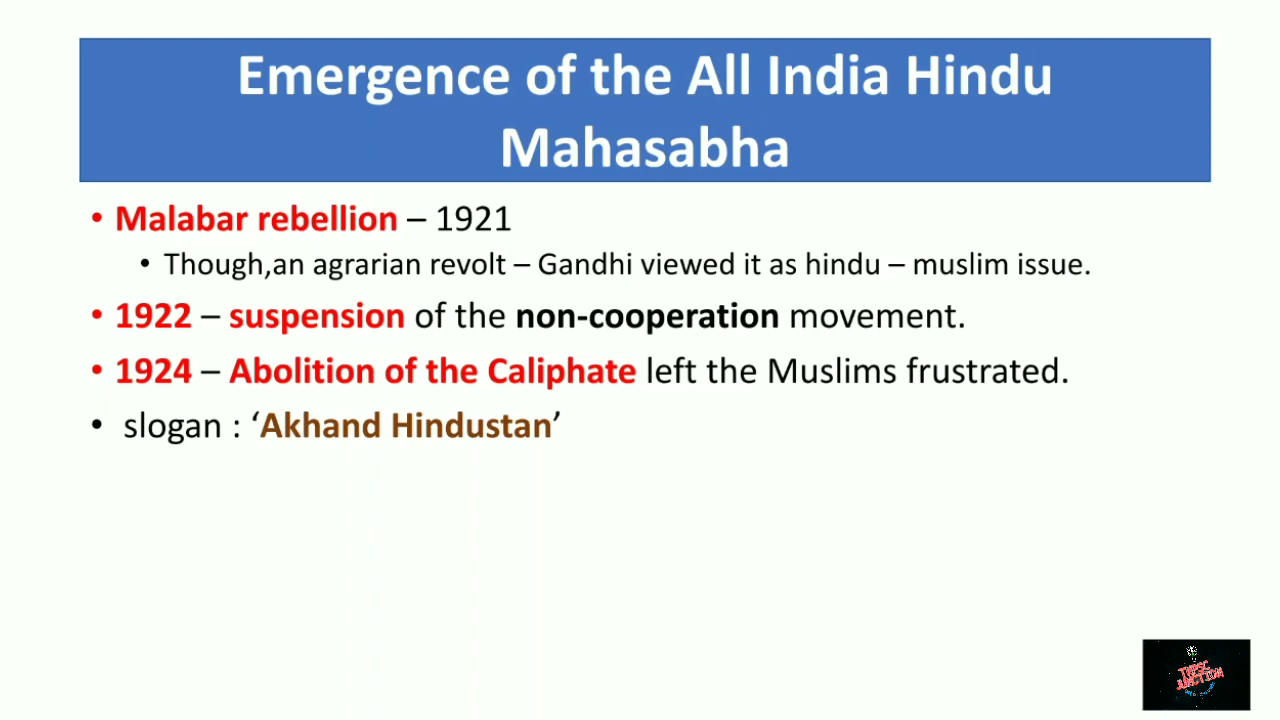 Emergence of the All India Hindu
Mahasabha
• Malabar rebellion – 1921
• Though,an agrarian revolt – Gandhi viewed it as hindu – muslim issue.
• 1922 – suspension of the non-cooperation movement.
• 1924 – Abolition of the Caliphate left the Muslims frustrated.
• slogan : ‘Akhand Hindustan’
TNPSC
JUNCTION